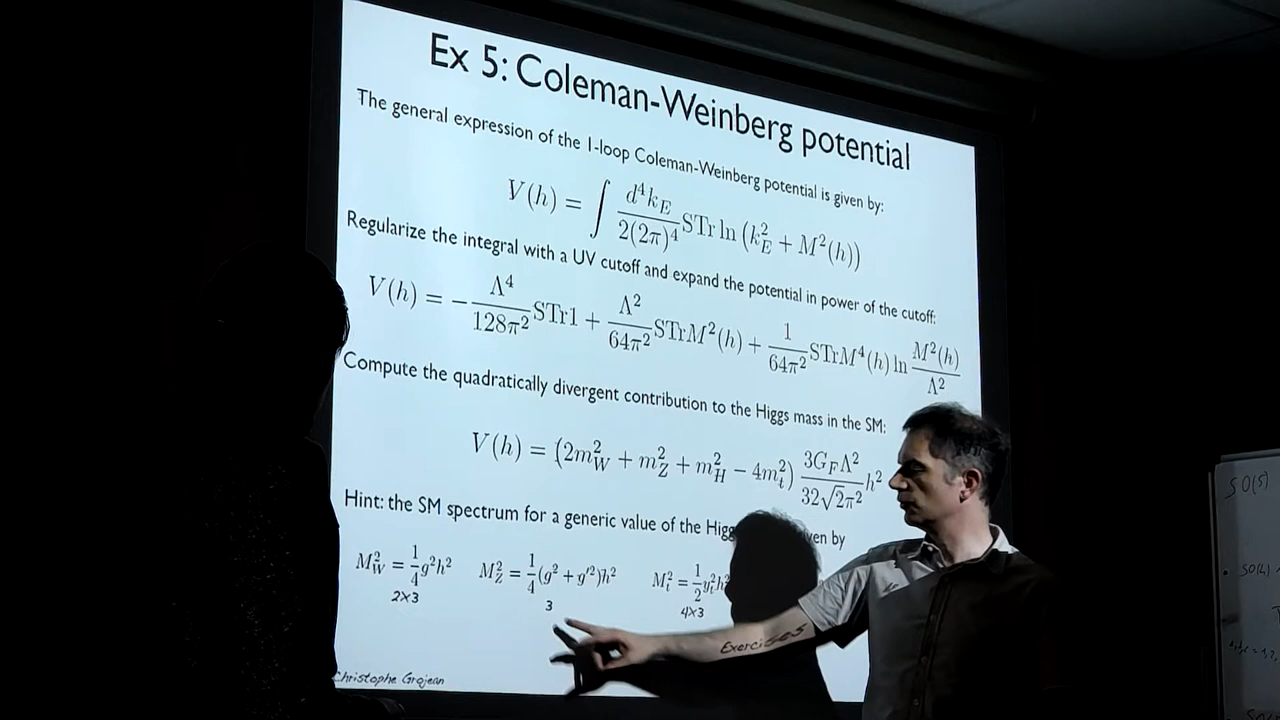 Ex 5: Coleman-Weinberg potential
The general expression of the 1-loop Coleman-Weinberg potential is given by:
V(h) = ∫ d⁴k_E / 2(2π)⁴ STr ln (k_E² + M²(h))
Regularize the integral with a UV cutoff and expand the potential in power of the cutoff:
V(h) = − Λ⁴/128π² STr1 + Λ²/64π² STrM²(h) + 1/64π² STrM⁴(h) ln M²(h)/Λ²
Compute the quadratically divergent contribution to the Higgs mass in the SM:
V(h) = (2m_W² + m_Z² + m_H² − 4m_t²) 3G_FΛ²/32√2π² h²
Hint: the SM spectrum for a generic value of the
M_W² = 1/4 g²h² M_Z² = 1/4 (g² + g'²)h² M_t² = 1/2 y_t²h²
2×3 3 4×3
Exercises
Christophe Grojean
SO(5)